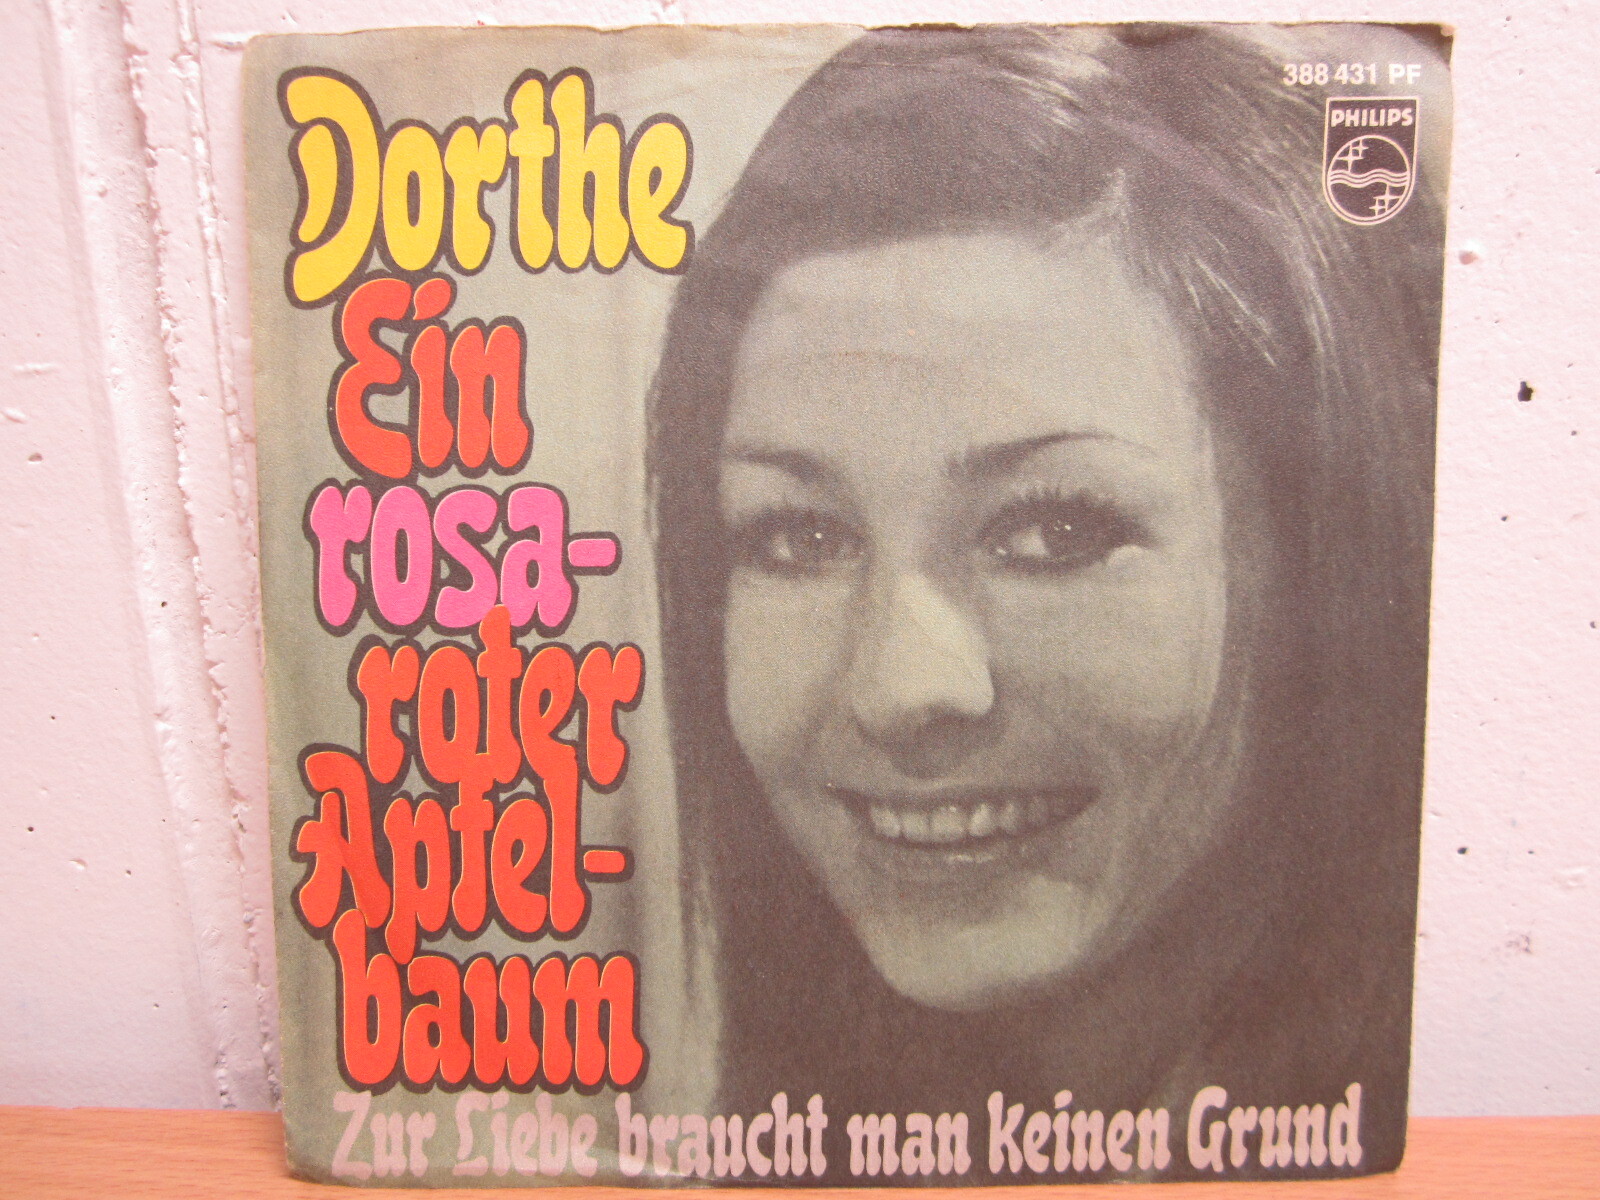 Dorthe
Ein
rosa-
roter
Apfel-
baum
Zur Liebe braucht man keinen Grund
388 431 PF
PHILIPS